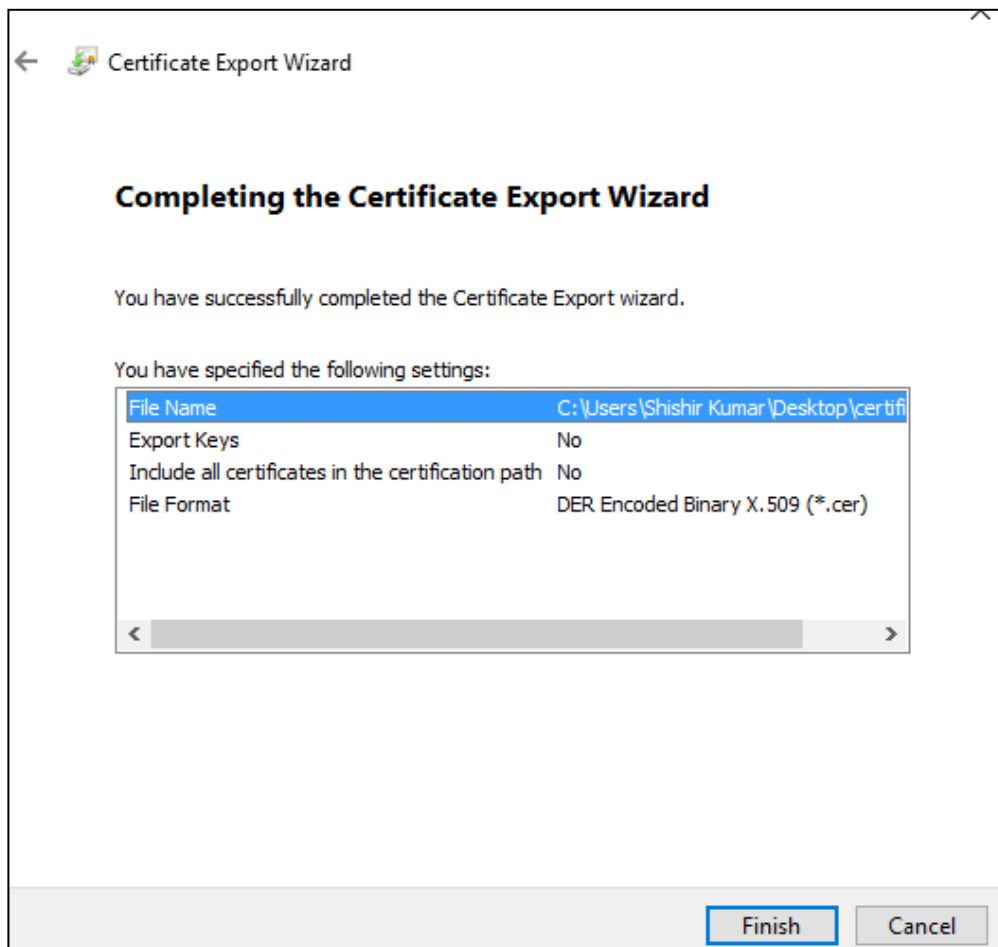 Certificate Export Wizard
Completing the Certificate Export Wizard
You have successfully completed the Certificate Export wizard.
You have specified the following settings:
File Name C:\Users\Shishir Kumar\Desktop\certifi
Export Keys No
Include all certificates in the certification path No
File Format DER Encoded Binary X.509 (*.cer)
Finish Cancel